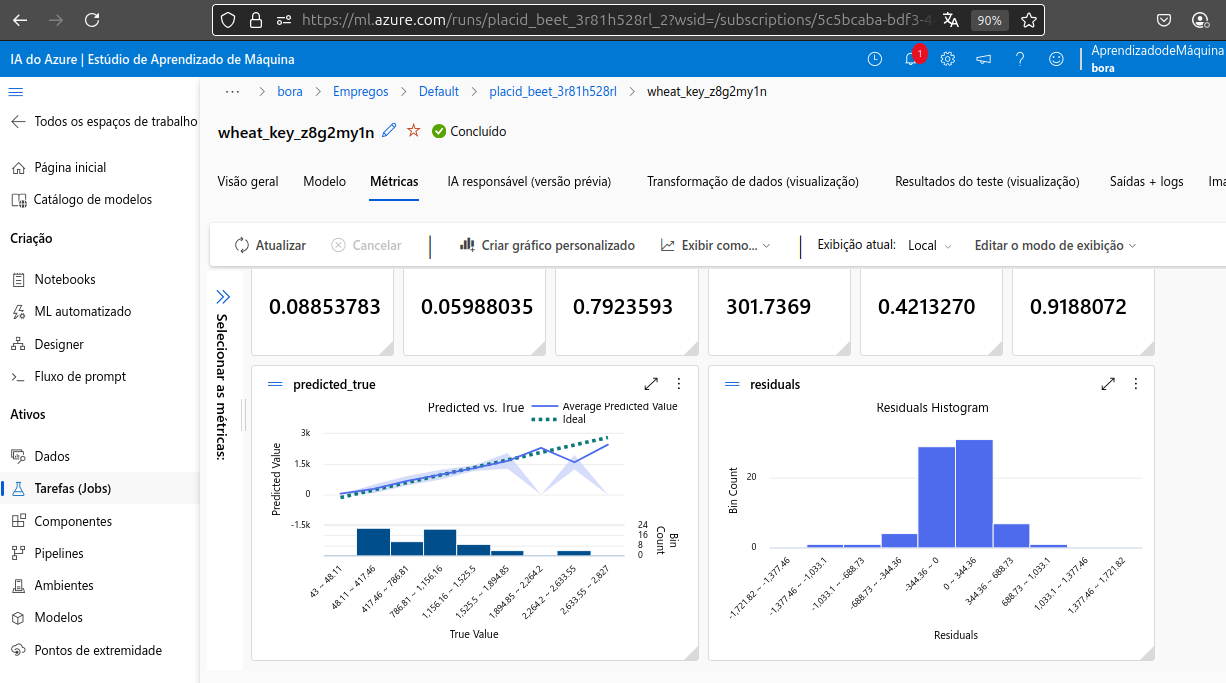 https://ml.azure.com/runs/placid_beet_3r81h528rl_2?wsid=/subscriptions/5c5bcaba-bdf3-4
90%
IA do Azure | Estúdio de Aprendizado de Máquina
1
AprendizadodeMáquina
bora
Todos os espaços de trabalho
Página inicial
Catálogo de modelos
Criação
Notebooks
ML automatizado
Designer
Fluxo de prompt
Ativos
Dados
Tarefas (Jobs)
Componentes
Pipelines
Ambientes
Modelos
Pontos de extremidade
··· > bora > Empregos > Default > placid_beet_3r81h528rl > wheat_key_z8g2my1n
wheat_key_z8g2my1n Concluído
Visão geral Modelo Métricas IA responsável (versão prévia) Transformação de dados (visualização) Resultados do teste (visualização) Saídas + logs Ima
Atualizar Cancelar Criar gráfico personalizado Exibir como... Exibição atual: Local Editar o modo de exibição
Selecionar as métricas:
0.08853783 0.05988035 0.7923593 301.7369 0.4213270 0.9188072
predicted_true
Predicted vs. True
Average Predicted Value
Ideal
Predicted Value
3k
1.5k
0
-1.5k
24
16
8
0
Bin Count
43 ~ 48.11
48.11 ~ 417.46
417.46 ~ 786.81
786.81 ~ 1,156.16
1,156.16 ~ 1,525.5
1,525.5 ~ 1,894.85
1,894.85 ~ 2,264.2
2,264.2 ~ 2,633.55
2,633.55 ~ 2,827
True Value
residuals
Residuals Histogram
Bin Count
20
0
-1,721.82 ~ -1,377.46
-1,377.46 ~ -1,033.1
-1,033.1 ~ -688.73
-688.73 ~ -344.36
-344.36 ~ 0
0 ~ 344.36
344.36 ~ 688.73
688.73 ~ 1,033.1
1,033.1 ~ 1,377.46
1,377.46 ~ 1,721.82
Residuals